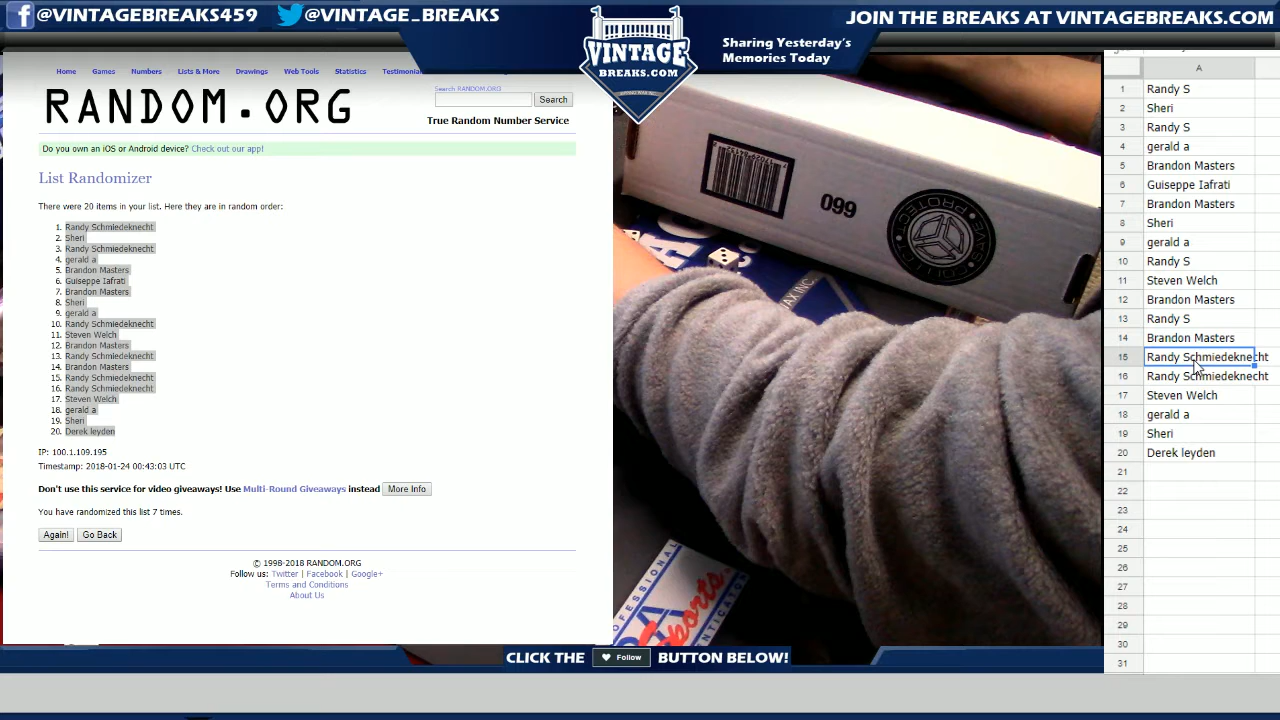 @VINTAGEBREAKS459 @VINTAGE_BREAKS
VINTAGE
BREAKS.COM
Sharing Yesterday's
Memories Today
JOIN THE BREAKS AT VINTAGEBREAKS.COM
Home Games Numbers Lists & More Drawings Web Tools Statistics Testimonia
RANDOM.ORG
Search RANDOM.ORG
Search
True Random Number Service
Do you own an iOS or Android device? Check out our app!
List Randomizer
There were 20 items in your list. Here they are in random order:
1. Randy Schmiedeknecht
2. Sheri
3. Randy Schmiedeknecht
4. gerald a
5. Brandon Masters
6. Guiseppe Iafrati
7. Brandon Masters
8. Sheri
9. gerald a
10. Randy Schmiedeknecht
11. Steven Welch
12. Brandon Masters
13. Randy Schmiedeknecht
14. Brandon Masters
15. Randy Schmiedeknecht
16. Randy Schmiedeknecht
17. Steven Welch
18. gerald a
19. Sheri
20. Derek leyden
IP: 100.1.109.195
Timestamp: 2018-01-24 00:43:03 UTC
Don't use this service for video giveaways! Use Multi-Round Giveaways instead More Info
You have randomized this list 7 times.
Again! Go Back
© 1998-2018 RANDOM.ORG
Follow us: Twitter | Facebook | Google+
Terms and Conditions
About Us
660
COLLECT
PROTECT
Sports
A
1 Randy S
2 Sheri
3 Randy S
4 gerald a
5 Brandon Masters
6 Guiseppe Iafrati
7 Brandon Masters
8 Sheri
9 gerald a
10 Randy S
11 Steven Welch
12 Brandon Masters
13 Randy S
14 Brandon Masters
15 Randy Schmiedeknecht
16 Randy Schmiedeknecht
17 Steven Welch
18 gerald a
19 Sheri
20 Derek leyden
21
22
23
24
25
26
27
28
29
30
31
CLICK THE Follow BUTTON BELOW!